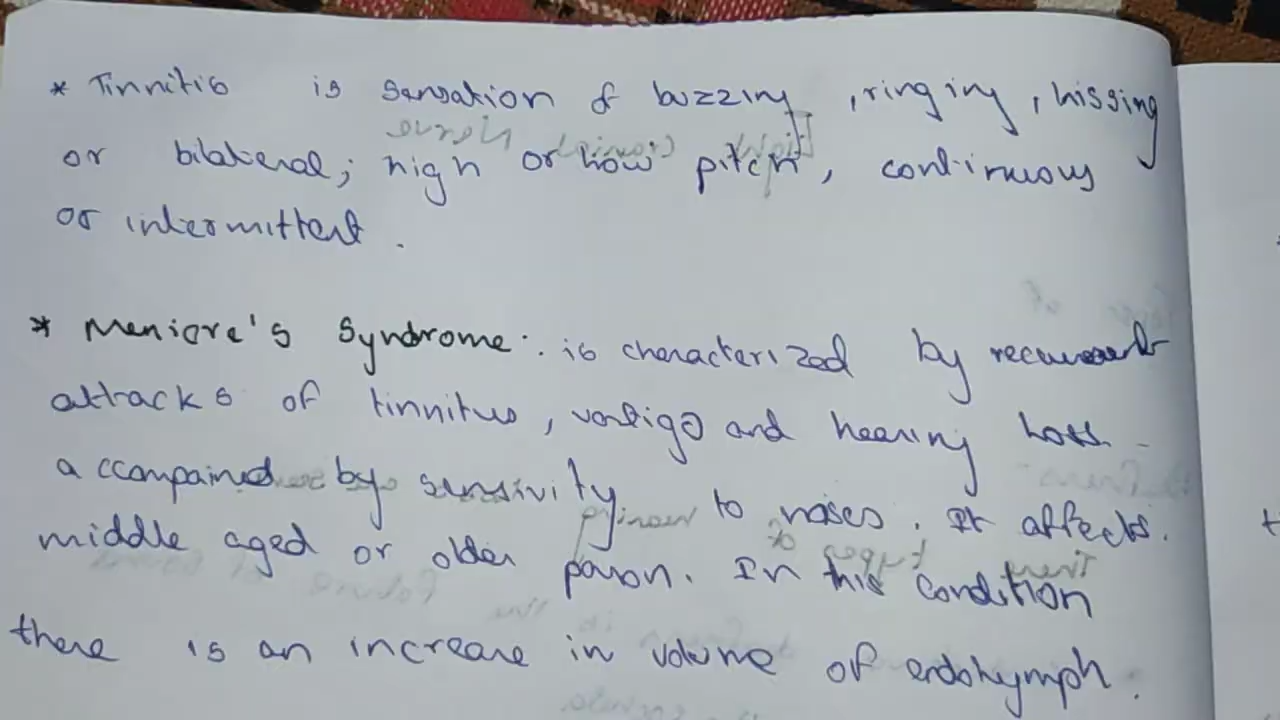 * Tinnitis is sensation of buzzing, ringing, hissing
or bilateral; high or low pitch, continuous
or intermittent.
* Meniere's Syndrome: is characterized by recurrent
attacks of tinnitus, vertigo and hearing loss
accompained by sensivity to noises. It affects.
middle aged or older person. In this condition
there is an increase in volume of endolymph.